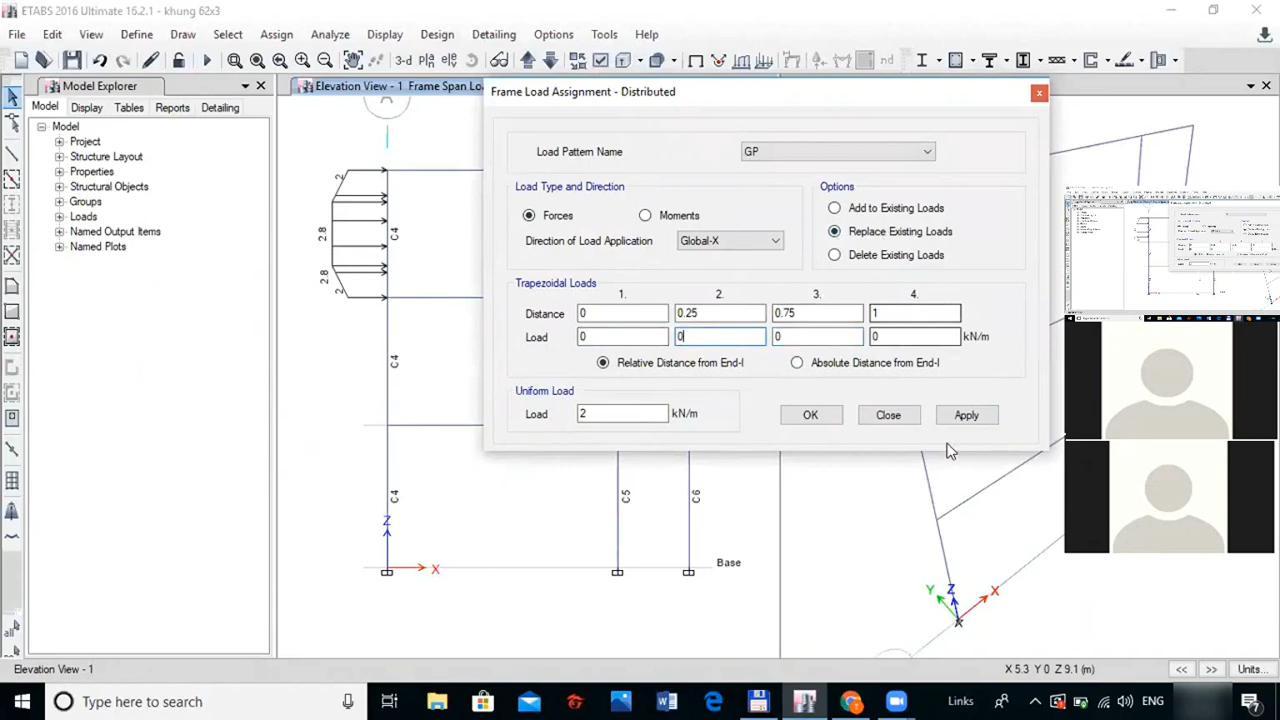 ETABS 2016 Ultimate 16.2.1 - khung 62x3
File Edit View Define Draw Select Assign Analyze Display Design Detailing Options Tools Help
3-d
Model Explorer
Elevation View - 1 Frame Span Lo
Model Display Tables Reports Detailing
Model
Project
Structure Layout
Properties
Structural Objects
Groups
Loads
Named Output Items
Named Plots
A
2
2.8
2.8
2
C4
C4
C4
C5
C6
Z
X
Base
Frame Load Assignment - Distributed
Load Pattern Name
GP
Load Type and Direction
Forces
Moments
Direction of Load Application
Global-X
Options
Add to Existing Loads
Replace Existing Loads
Delete Existing Loads
Trapezoidal Loads
1. 2. 3. 4.
Distance 0 0.25 0.75 1
Load 0 0 0 0 kN/m
Relative Distance from End-I
Absolute Distance from End-I
Uniform Load
Load 2 kN/m
OK Close Apply
Y Z X
Elevation View - 1
X 5.3 Y 0 Z 9.1 (m)
<< >> Units...
Type here to search
Links
ENG
7